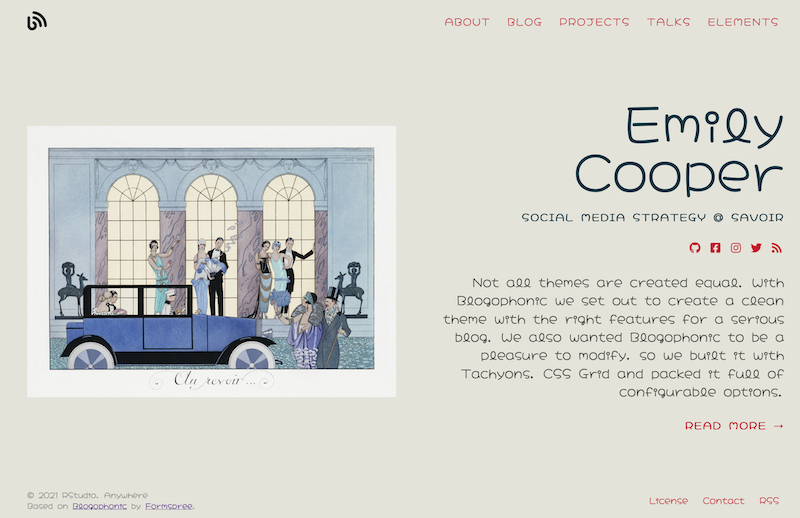 ABOUT BLOG PROJECTS TALKS ELEMENTS
Emily
Cooper
SOCIAL MEDIA STRATEGY @ SAVOIR
Not all themes are created equal. With
Blogophonic we set out to create a clean
theme with the right features for a serious
blog. We also wanted Blogophonic to be a
pleasure to modify, so we built it with
Tachyons, CSS Grid and packed it full of
configurable options.
READ MORE →
Au revoir...
© 2021 RStudio, Anywhere
Based on Blogophonic by Formspree.
License Contact RSS